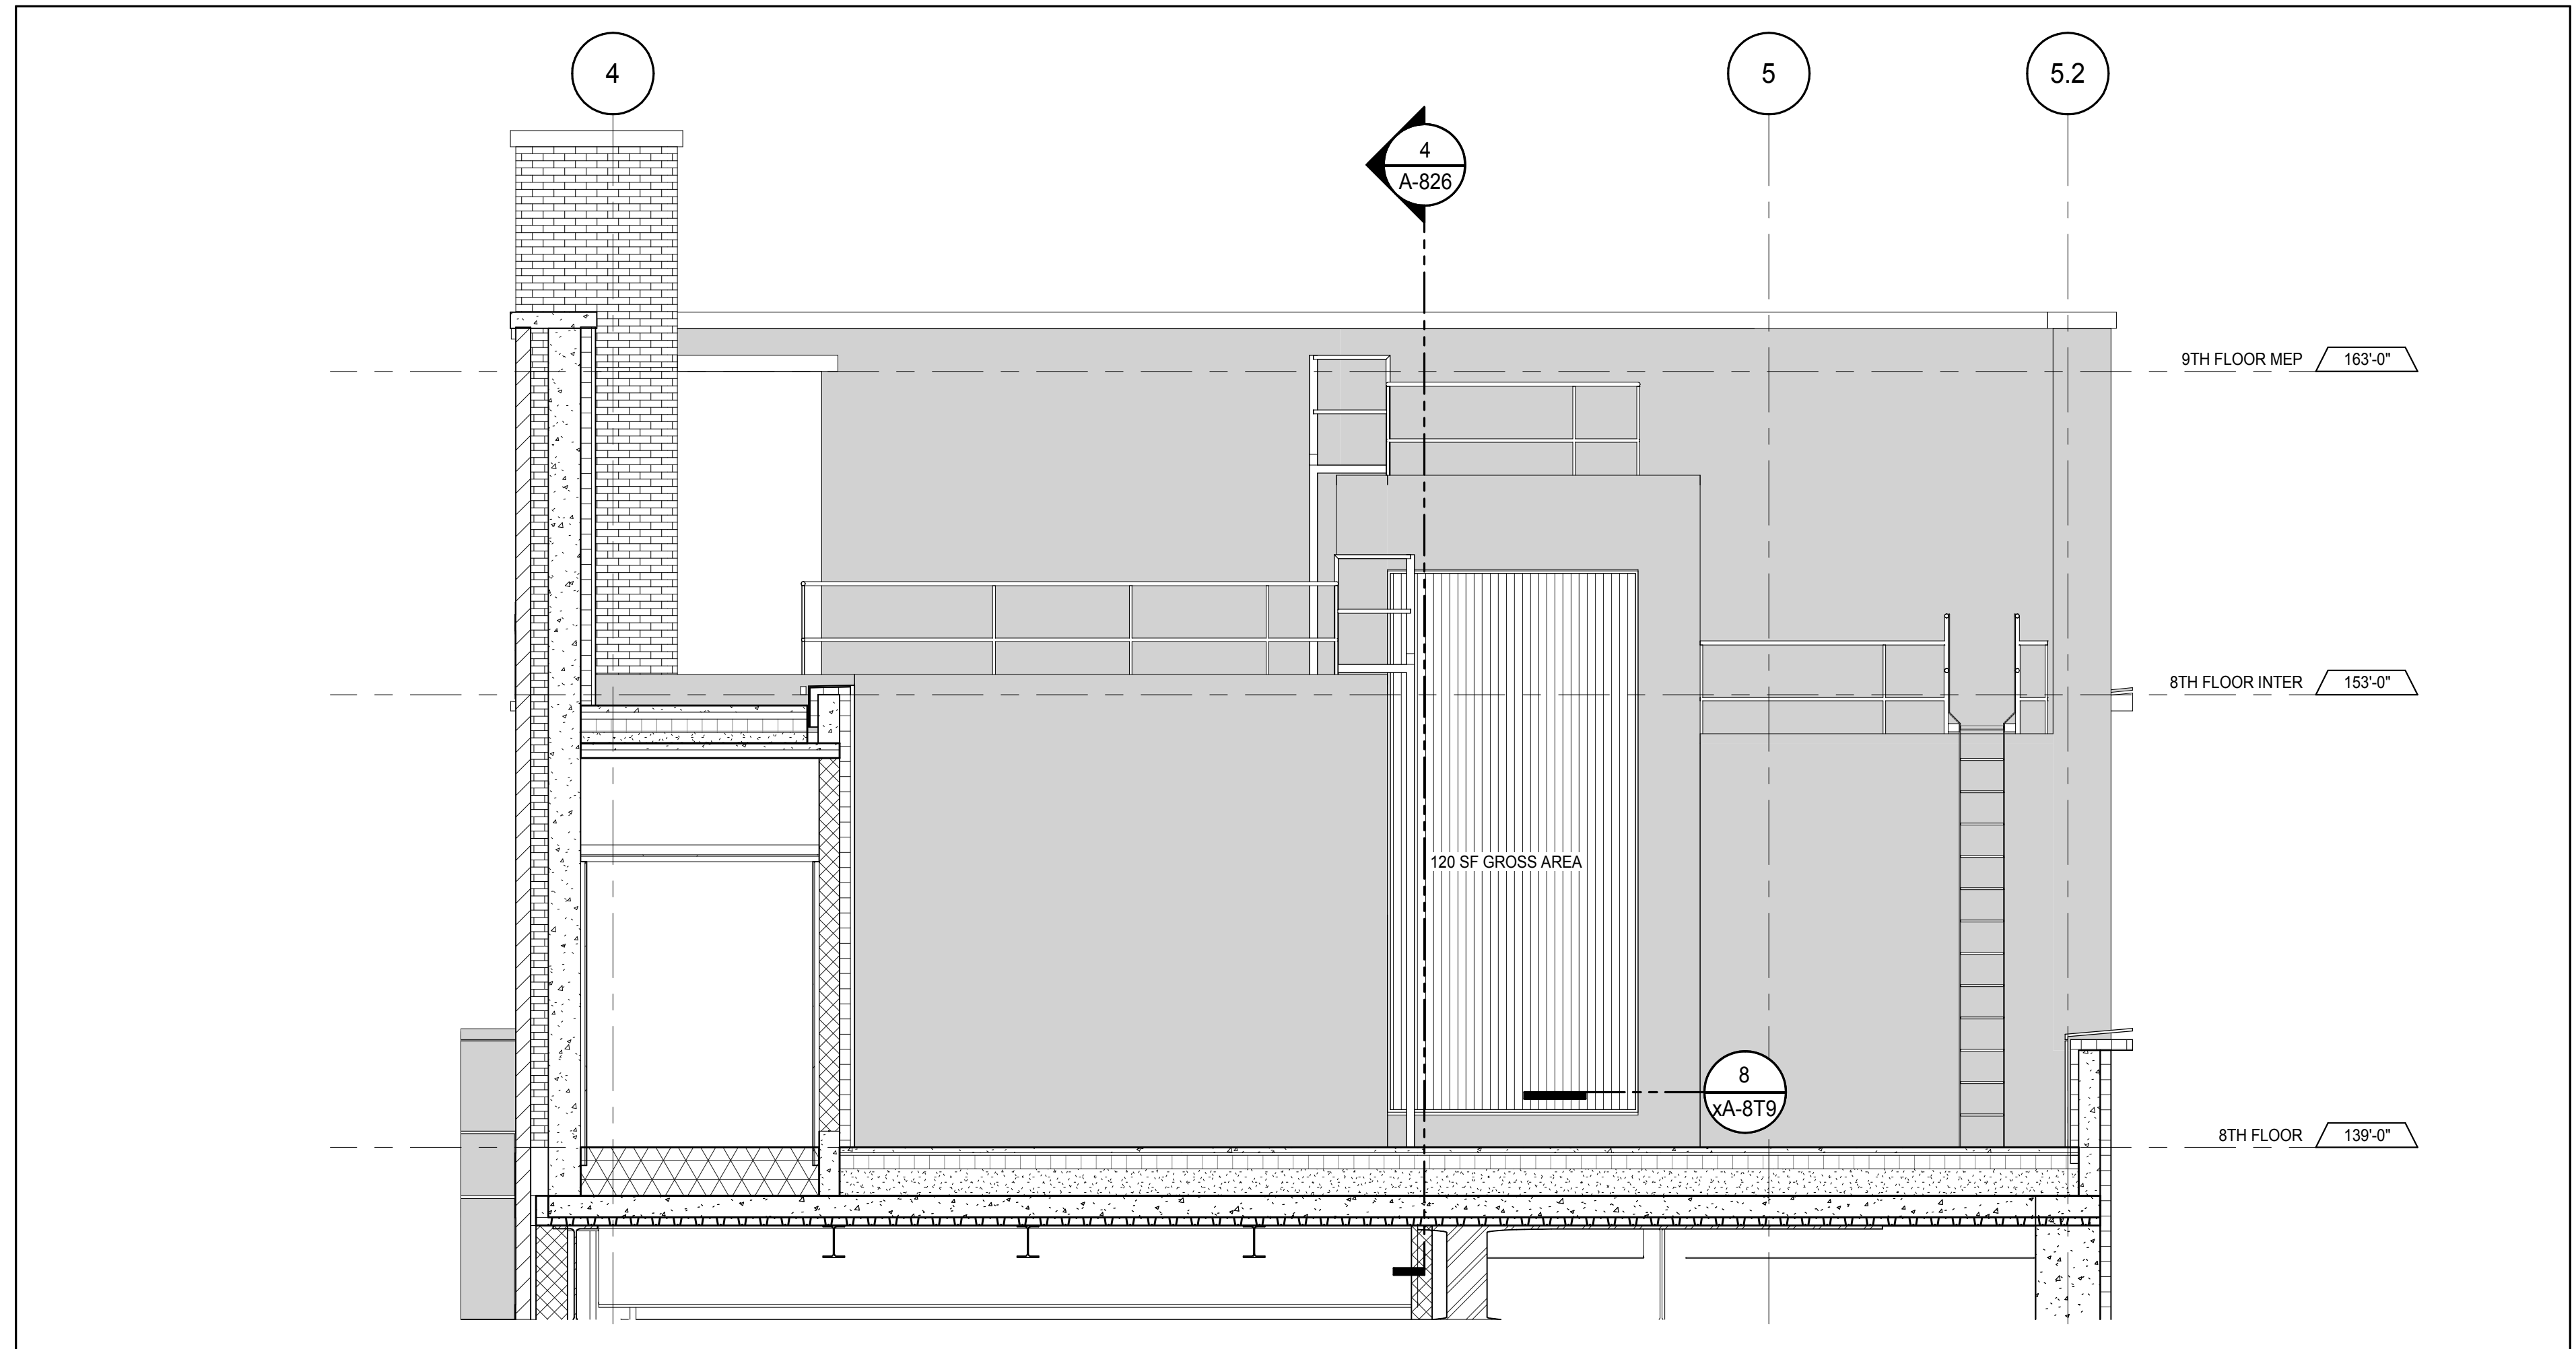 4
5
5.2
4
A-826
9TH FLOOR MEP 163'-0"
8TH FLOOR INTER 153'-0"
120 SF GROSS AREA
8
xA-8T9
8TH FLOOR 139'-0"